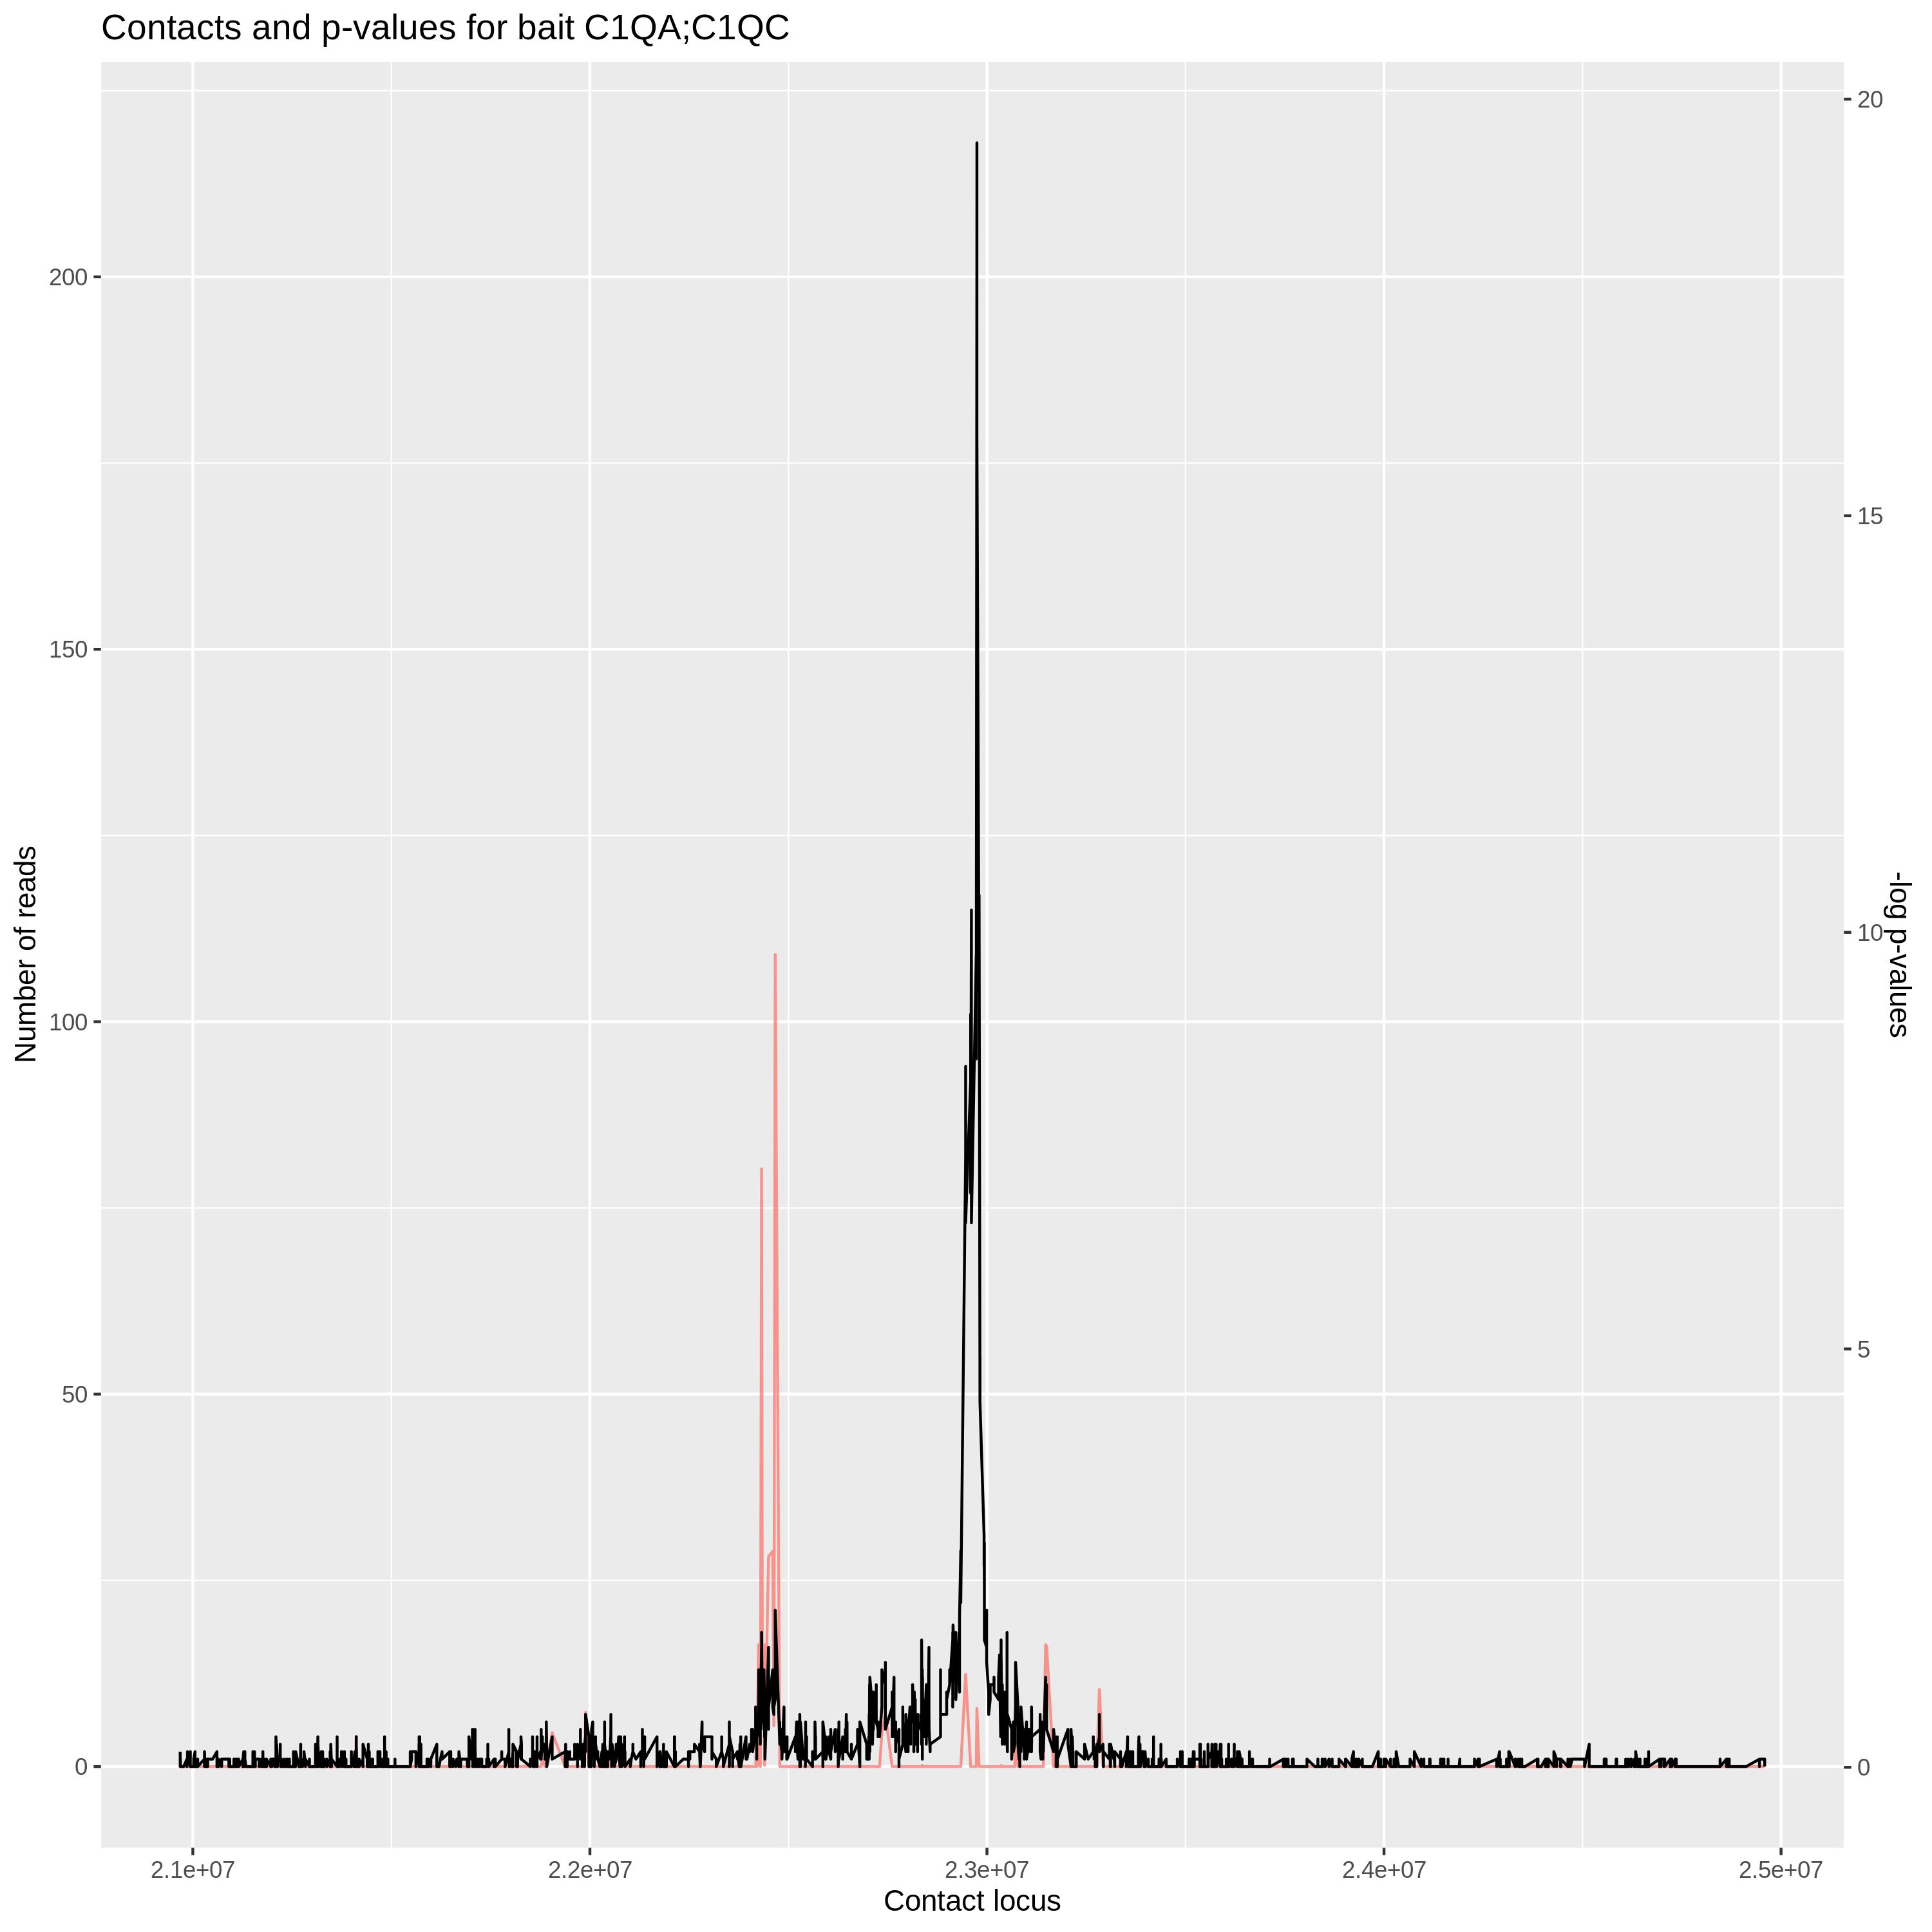 Contacts and p-values for bait C1QA;C1QC
Number of reads
200
150
100
50
0
20
15
10
5
0
-log p-values
2.1e+07
2.2e+07
2.3e+07
2.4e+07
2.5e+07
Contact locus